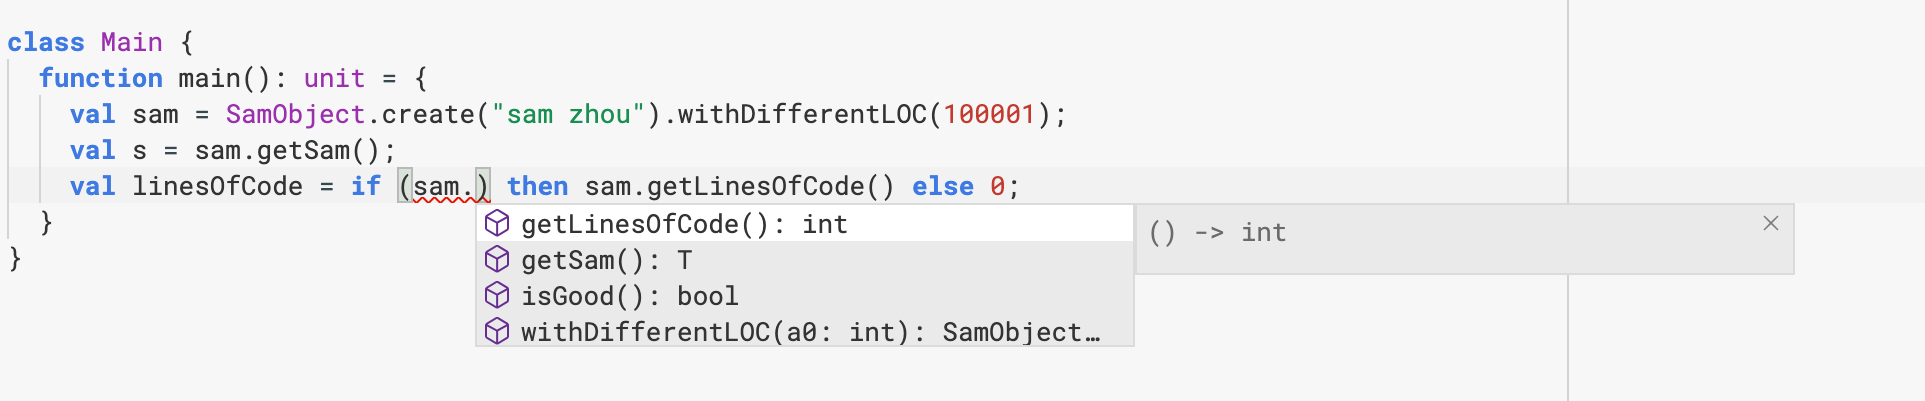 class Main {
function main(): unit = {
val sam = SamObject.create("sam zhou").withDifferentLOC(100001);
val s = sam.getSam();
val linesOfCode = if (sam.) then sam.getLinesOfCode() else 0;
getLinesOfCode(): int
() -> int
getSam(): T
}
isGood(): bool
}
withDifferentLOC(a0: int): SamObject…